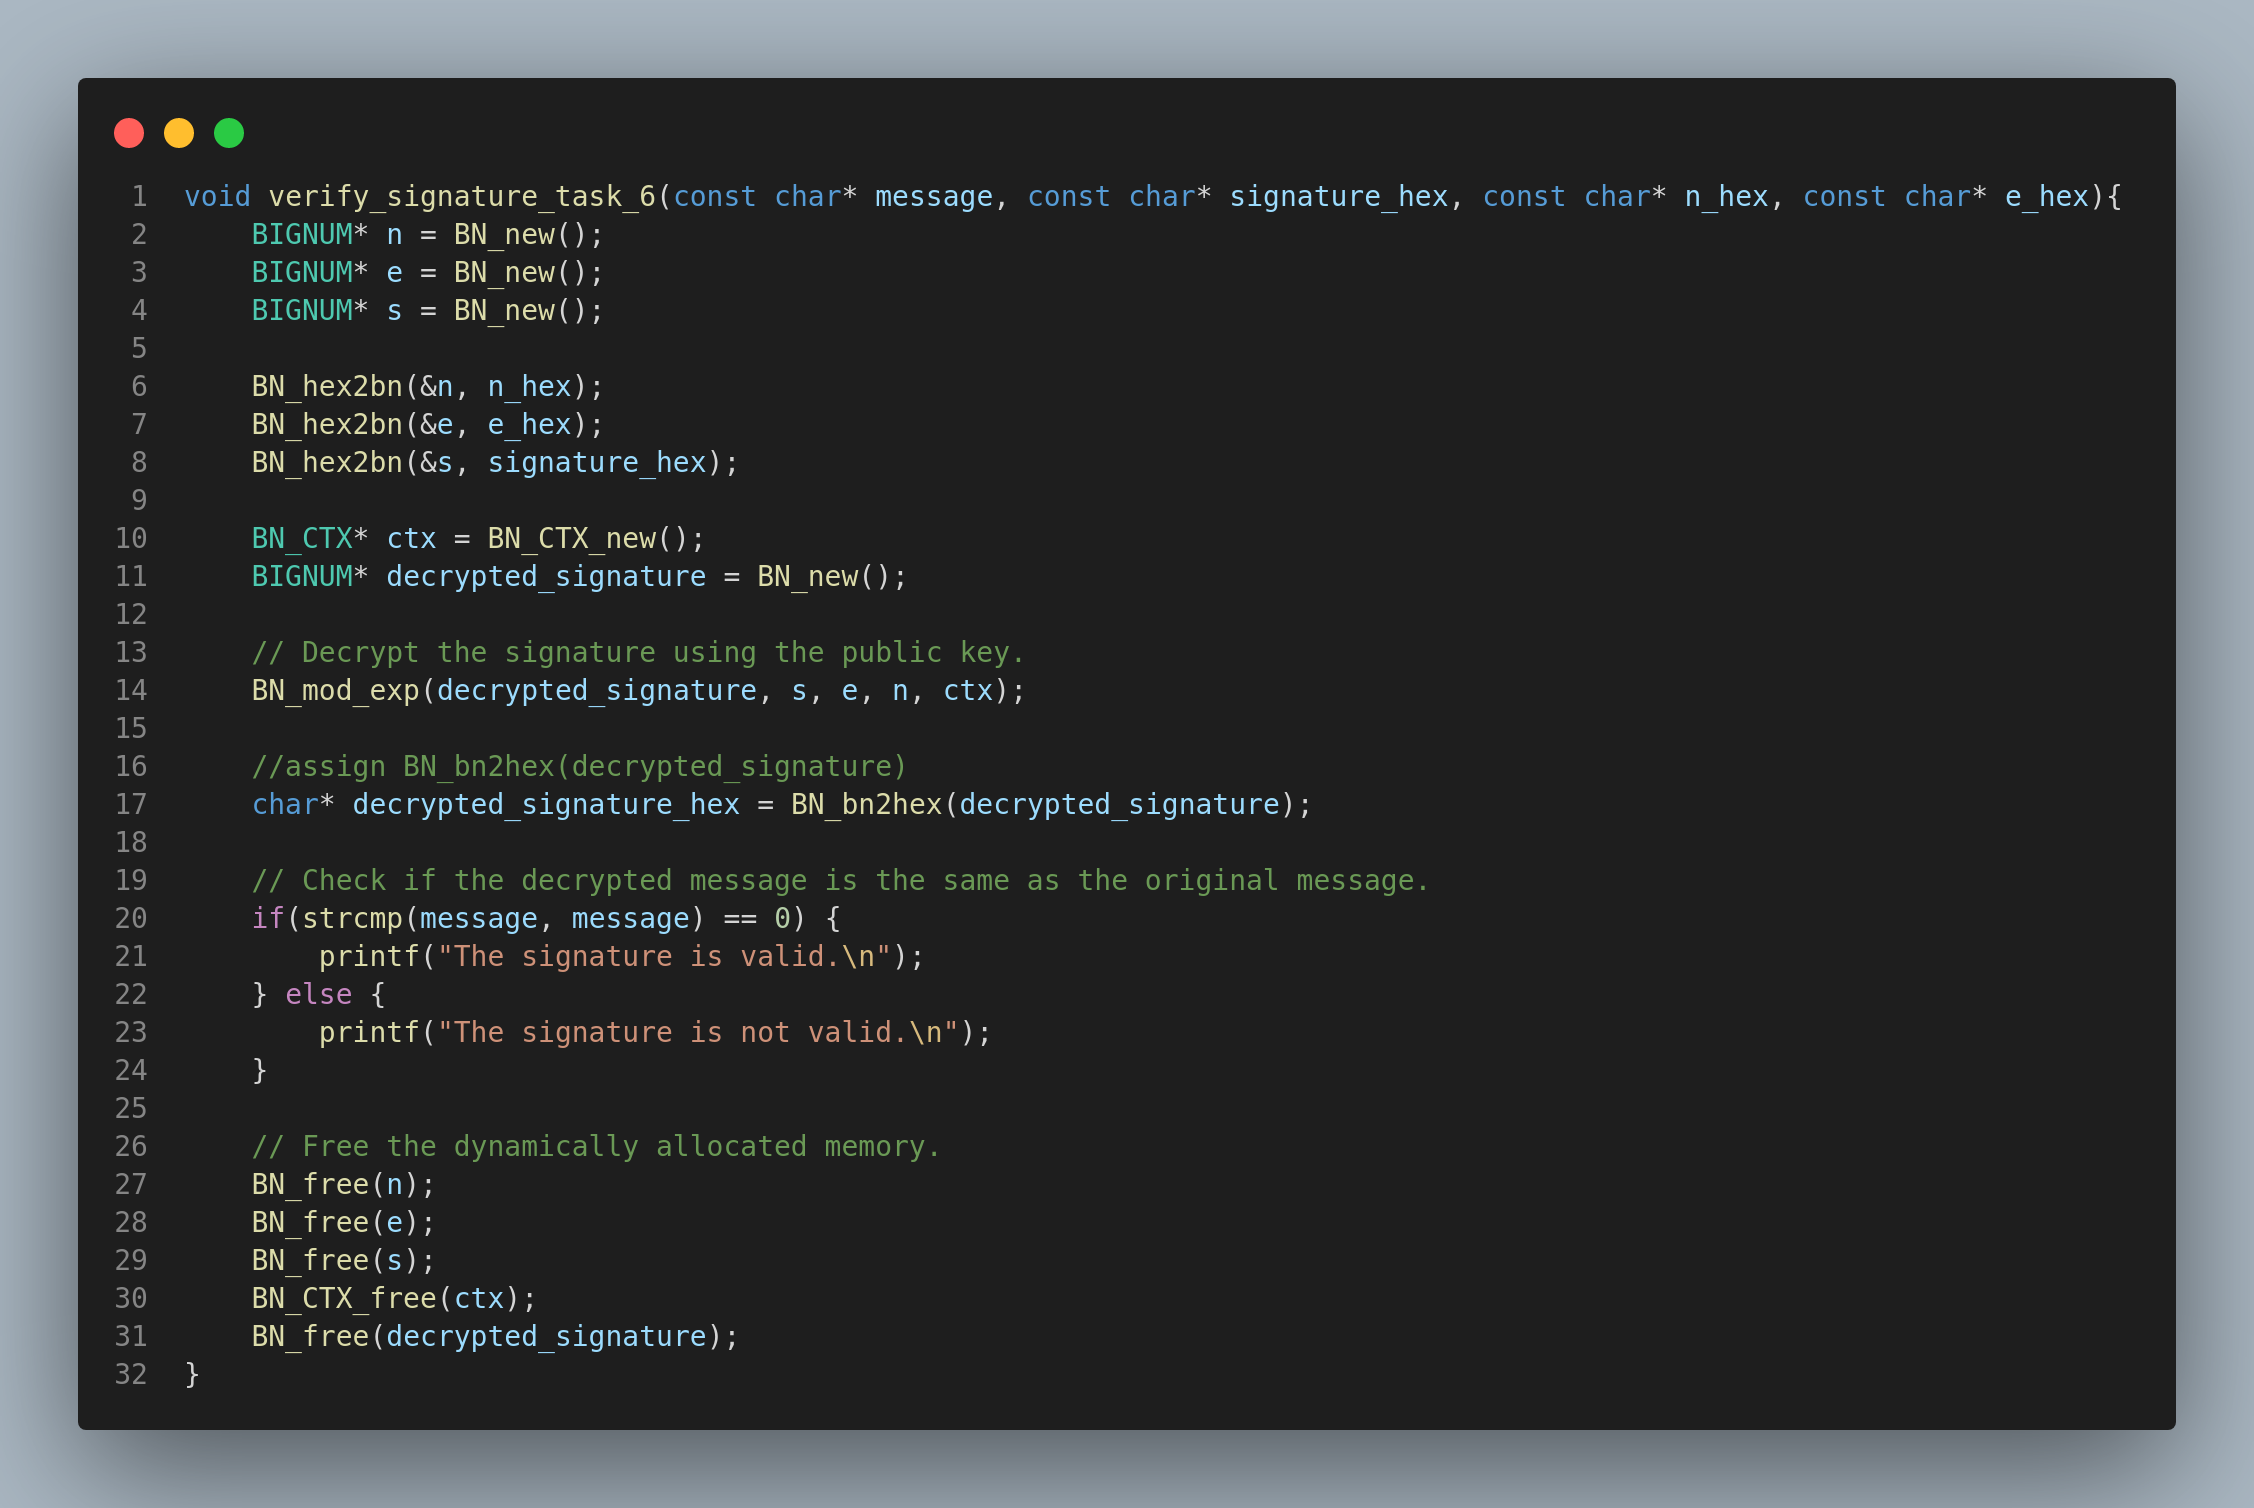 1 void verify_signature_task_6(const char* message, const char* signature_hex, const char* n_hex, const char* e_hex){
2     BIGNUM* n = BN_new();
3     BIGNUM* e = BN_new();
4     BIGNUM* s = BN_new();
5
6     BN_hex2bn(&n, n_hex);
7     BN_hex2bn(&e, e_hex);
8     BN_hex2bn(&s, signature_hex);
9
10     BN_CTX* ctx = BN_CTX_new();
11     BIGNUM* decrypted_signature = BN_new();
12
13     // Decrypt the signature using the public key.
14     BN_mod_exp(decrypted_signature, s, e, n, ctx);
15
16     //assign BN_bn2hex(decrypted_signature)
17     char* decrypted_signature_hex = BN_bn2hex(decrypted_signature);
18
19     // Check if the decrypted message is the same as the original message.
20     if(strcmp(message, message) == 0) {
21         printf("The signature is valid.\n");
22     } else {
23         printf("The signature is not valid.\n");
24     }
25
26     // Free the dynamically allocated memory.
27     BN_free(n);
28     BN_free(e);
29     BN_free(s);
30     BN_CTX_free(ctx);
31     BN_free(decrypted_signature);
32 }